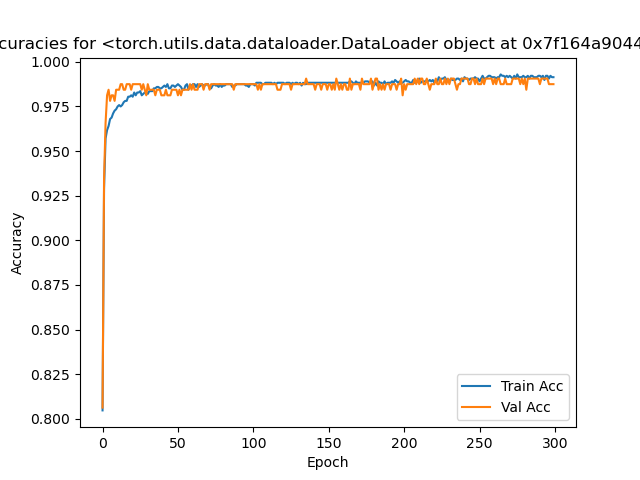 curacies for <torch.utils.data.dataloader.DataLoader object at 0x7f164a9044
1.000
0.975
0.950
0.925
0.900
0.875
0.850
0.825
0.800
Accuracy
Train Acc
Val Acc
0 50 100 150 200 250 300
Epoch